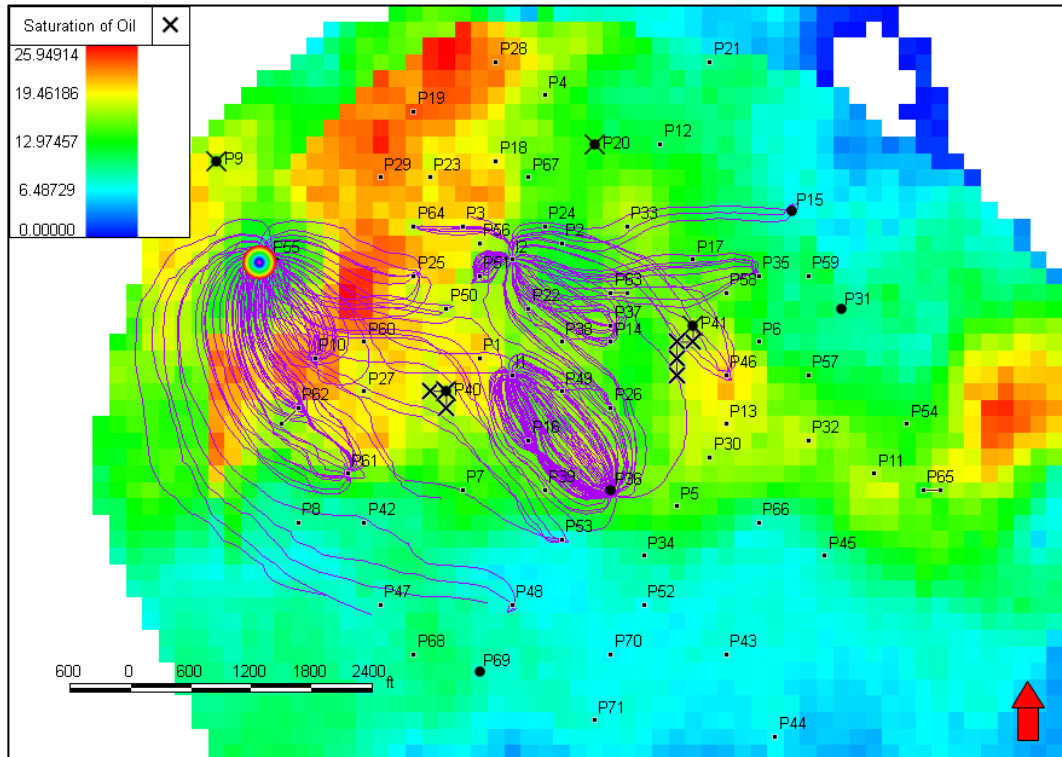 Saturation of Oil
25.94914
19.46186
12.97457
6.48729
0.00000
P28
P21
P4
P19
P12
P20
P9
P18
P29
P23
P67
P15
P64
P3
P24
P33
P56
P2
P55
I2
P17
P25
P51
P35
P59
P63
P58
P50
P22
P31
P37
P41
P60
P38
P14
P6
P10
P1
I1
P46
P57
P27
P40
P49
P62
P26
P13
P54
P16
P32
P30
P61
P11
P7
P39
P36
P65
P5
P8
P42
P66
P53
P34
P45
P47
P48
P52
P68
P70
P43
P69
600 0 600 1200 1800 2400
ft
P71
P44